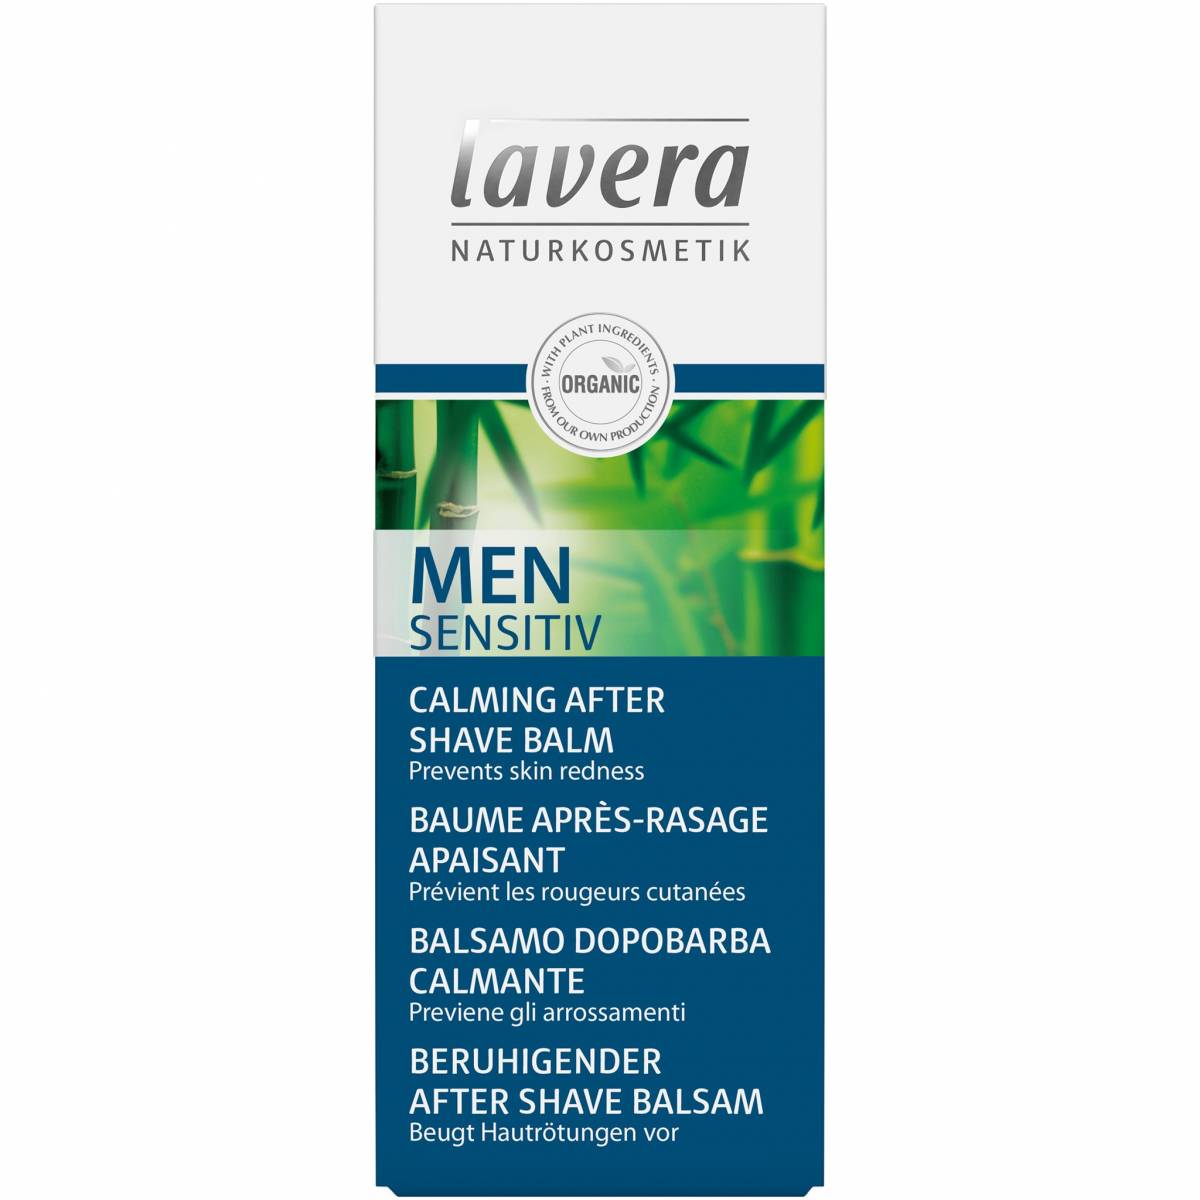 lavera
NATURKOSMETIK
· WITH PLANT INGREDIENTS ·
FROM OUR OWN PRODUCTION
ORGANIC
MEN
SENSITIV
CALMING AFTER
SHAVE BALM
Prevents skin redness
BAUME APRÈS-RASAGE
APAISANT
Prévient les rougeurs cutanées
BALSAMO DOPOBARBA
CALMANTE
Previene gli arrossamenti
BERUHIGENDER
AFTER SHAVE BALSAM
Beugt Hautrötungen vor